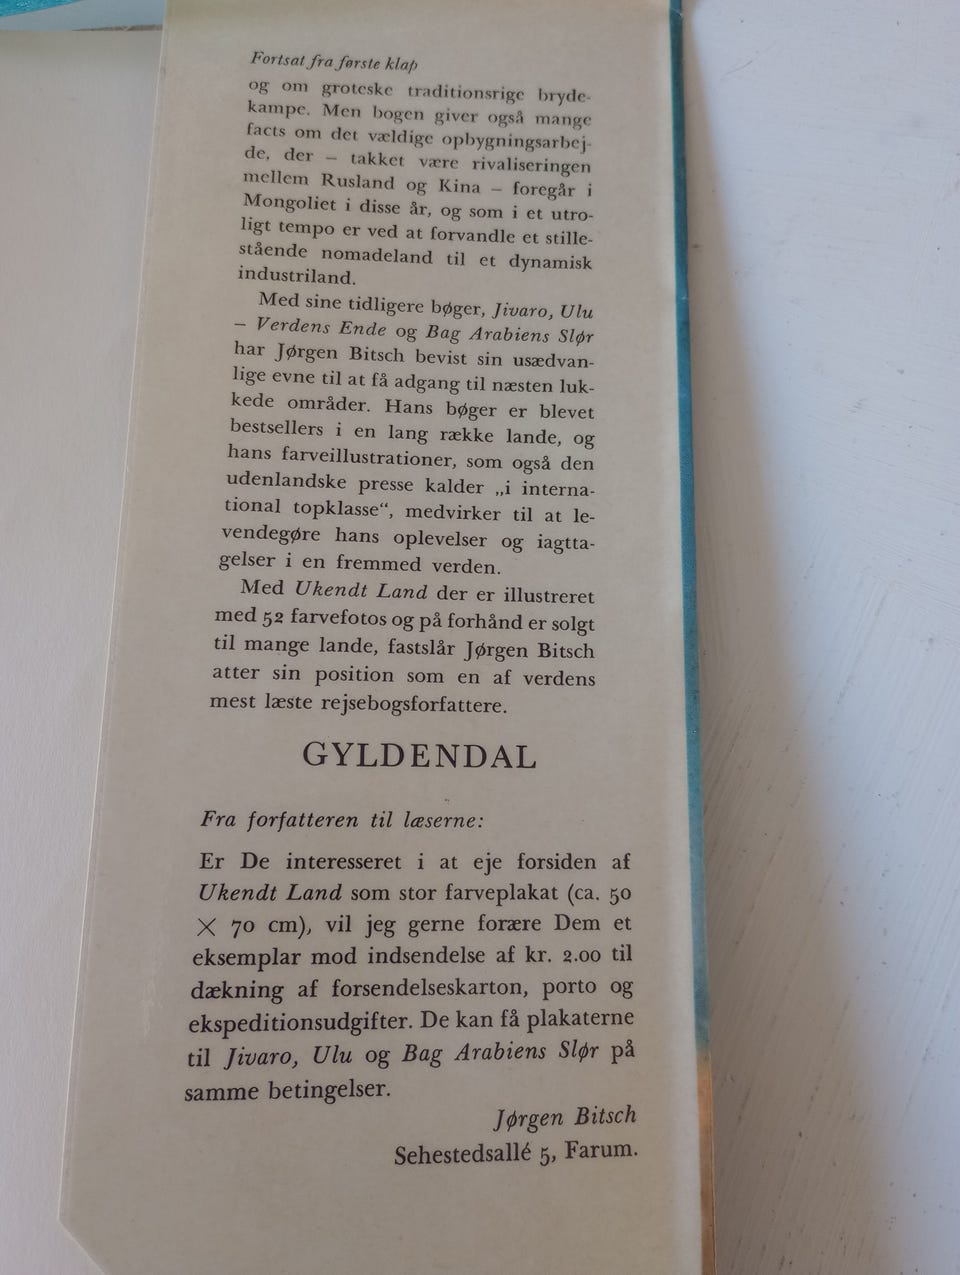 Fortsat fra første klap
og om groteske traditionsrige bryde-
kampe. Men bogen giver også mange
facts om det vældige opbygningsarbej-
de, der – takket være rivaliseringen
mellem Rusland og Kina – foregår i
Mongoliet i disse år, og som i et utro-
ligt tempo er ved at forvandle et stille-
stående nomadeland til et dynamisk
industriland.
Med sine tidligere bøger, Jivaro, Ulu
– Verdens Ende og Bag Arabiens Slør
har Jørgen Bitsch bevist sin usædvan-
lige evne til at få adgang til næsten luk-
kede områder. Hans bøger er blevet
bestsellers i en lang række lande, og
hans farveillustrationer, som også den
udenlandske presse kalder „i interna-
tional topklasse“, medvirker til at le-
vendegøre hans oplevelser og iagtta-
gelser i en fremmed verden.
Med Ukendt Land der er illustreret
med 52 farvefotos og på forhånd er solgt
til mange lande, fastslår Jørgen Bitsch
atter sin position som en af verdens
mest læste rejsebogsforfattere.
GYLDENDAL
Fra forfatteren til læserne:
Er De interesseret i at eje forsiden af
Ukendt Land som stor farveplakat (ca. 50
× 70 cm), vil jeg gerne forære Dem et
eksemplar mod indsendelse af kr. 2.00 til
dækning af forsendelseskarton, porto og
ekspeditionsudgifter. De kan få plakaterne
til Jivaro, Ulu og Bag Arabiens Slør på
samme betingelser.
Jørgen Bitsch
Sehestedsallé 5, Farum.